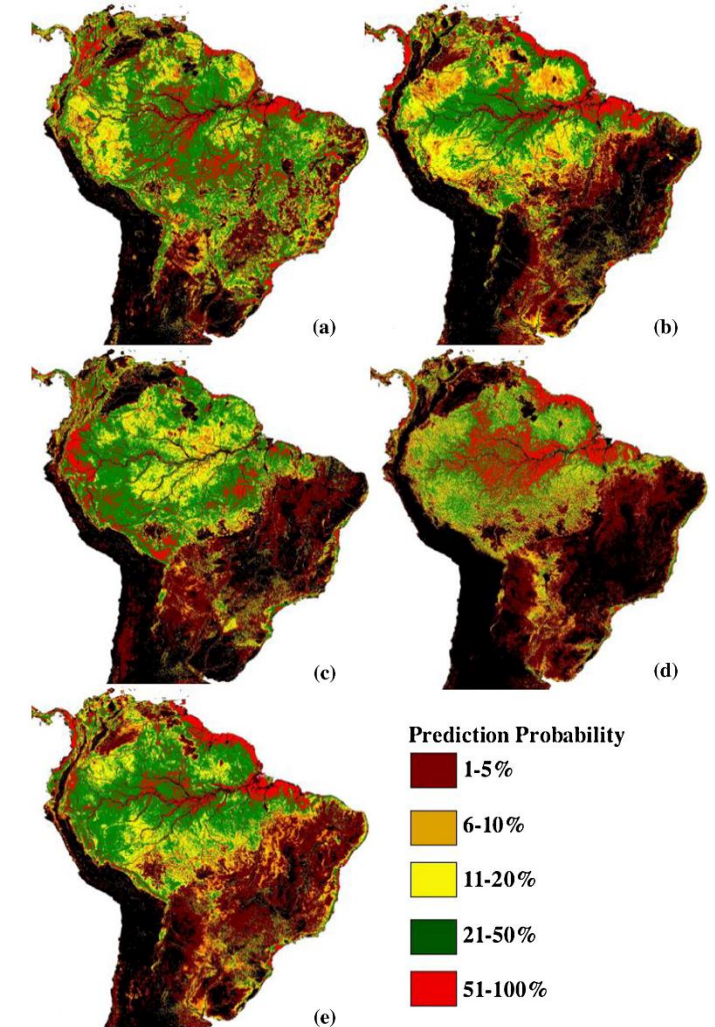 (a)
(b)
(c)
(d)
Prediction Probability
1-5%
6-10%
11-20%
21-50%
51-100%
(e)